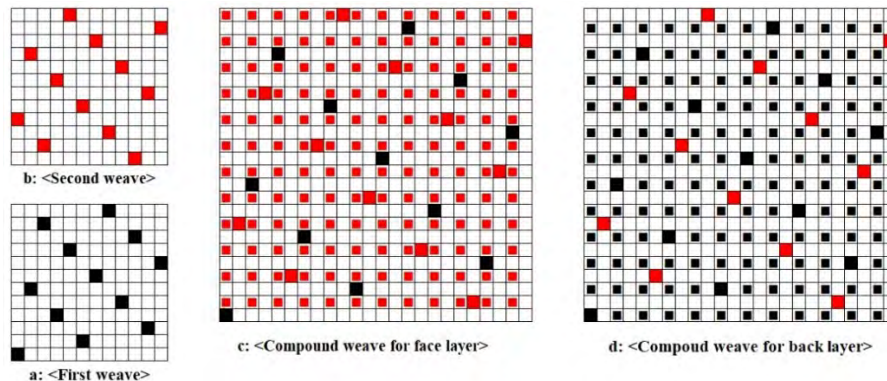 b: <Second weave>
a: <First weave>
c: <Compound weave for face layer>
d: <Compoud weave for back layer>